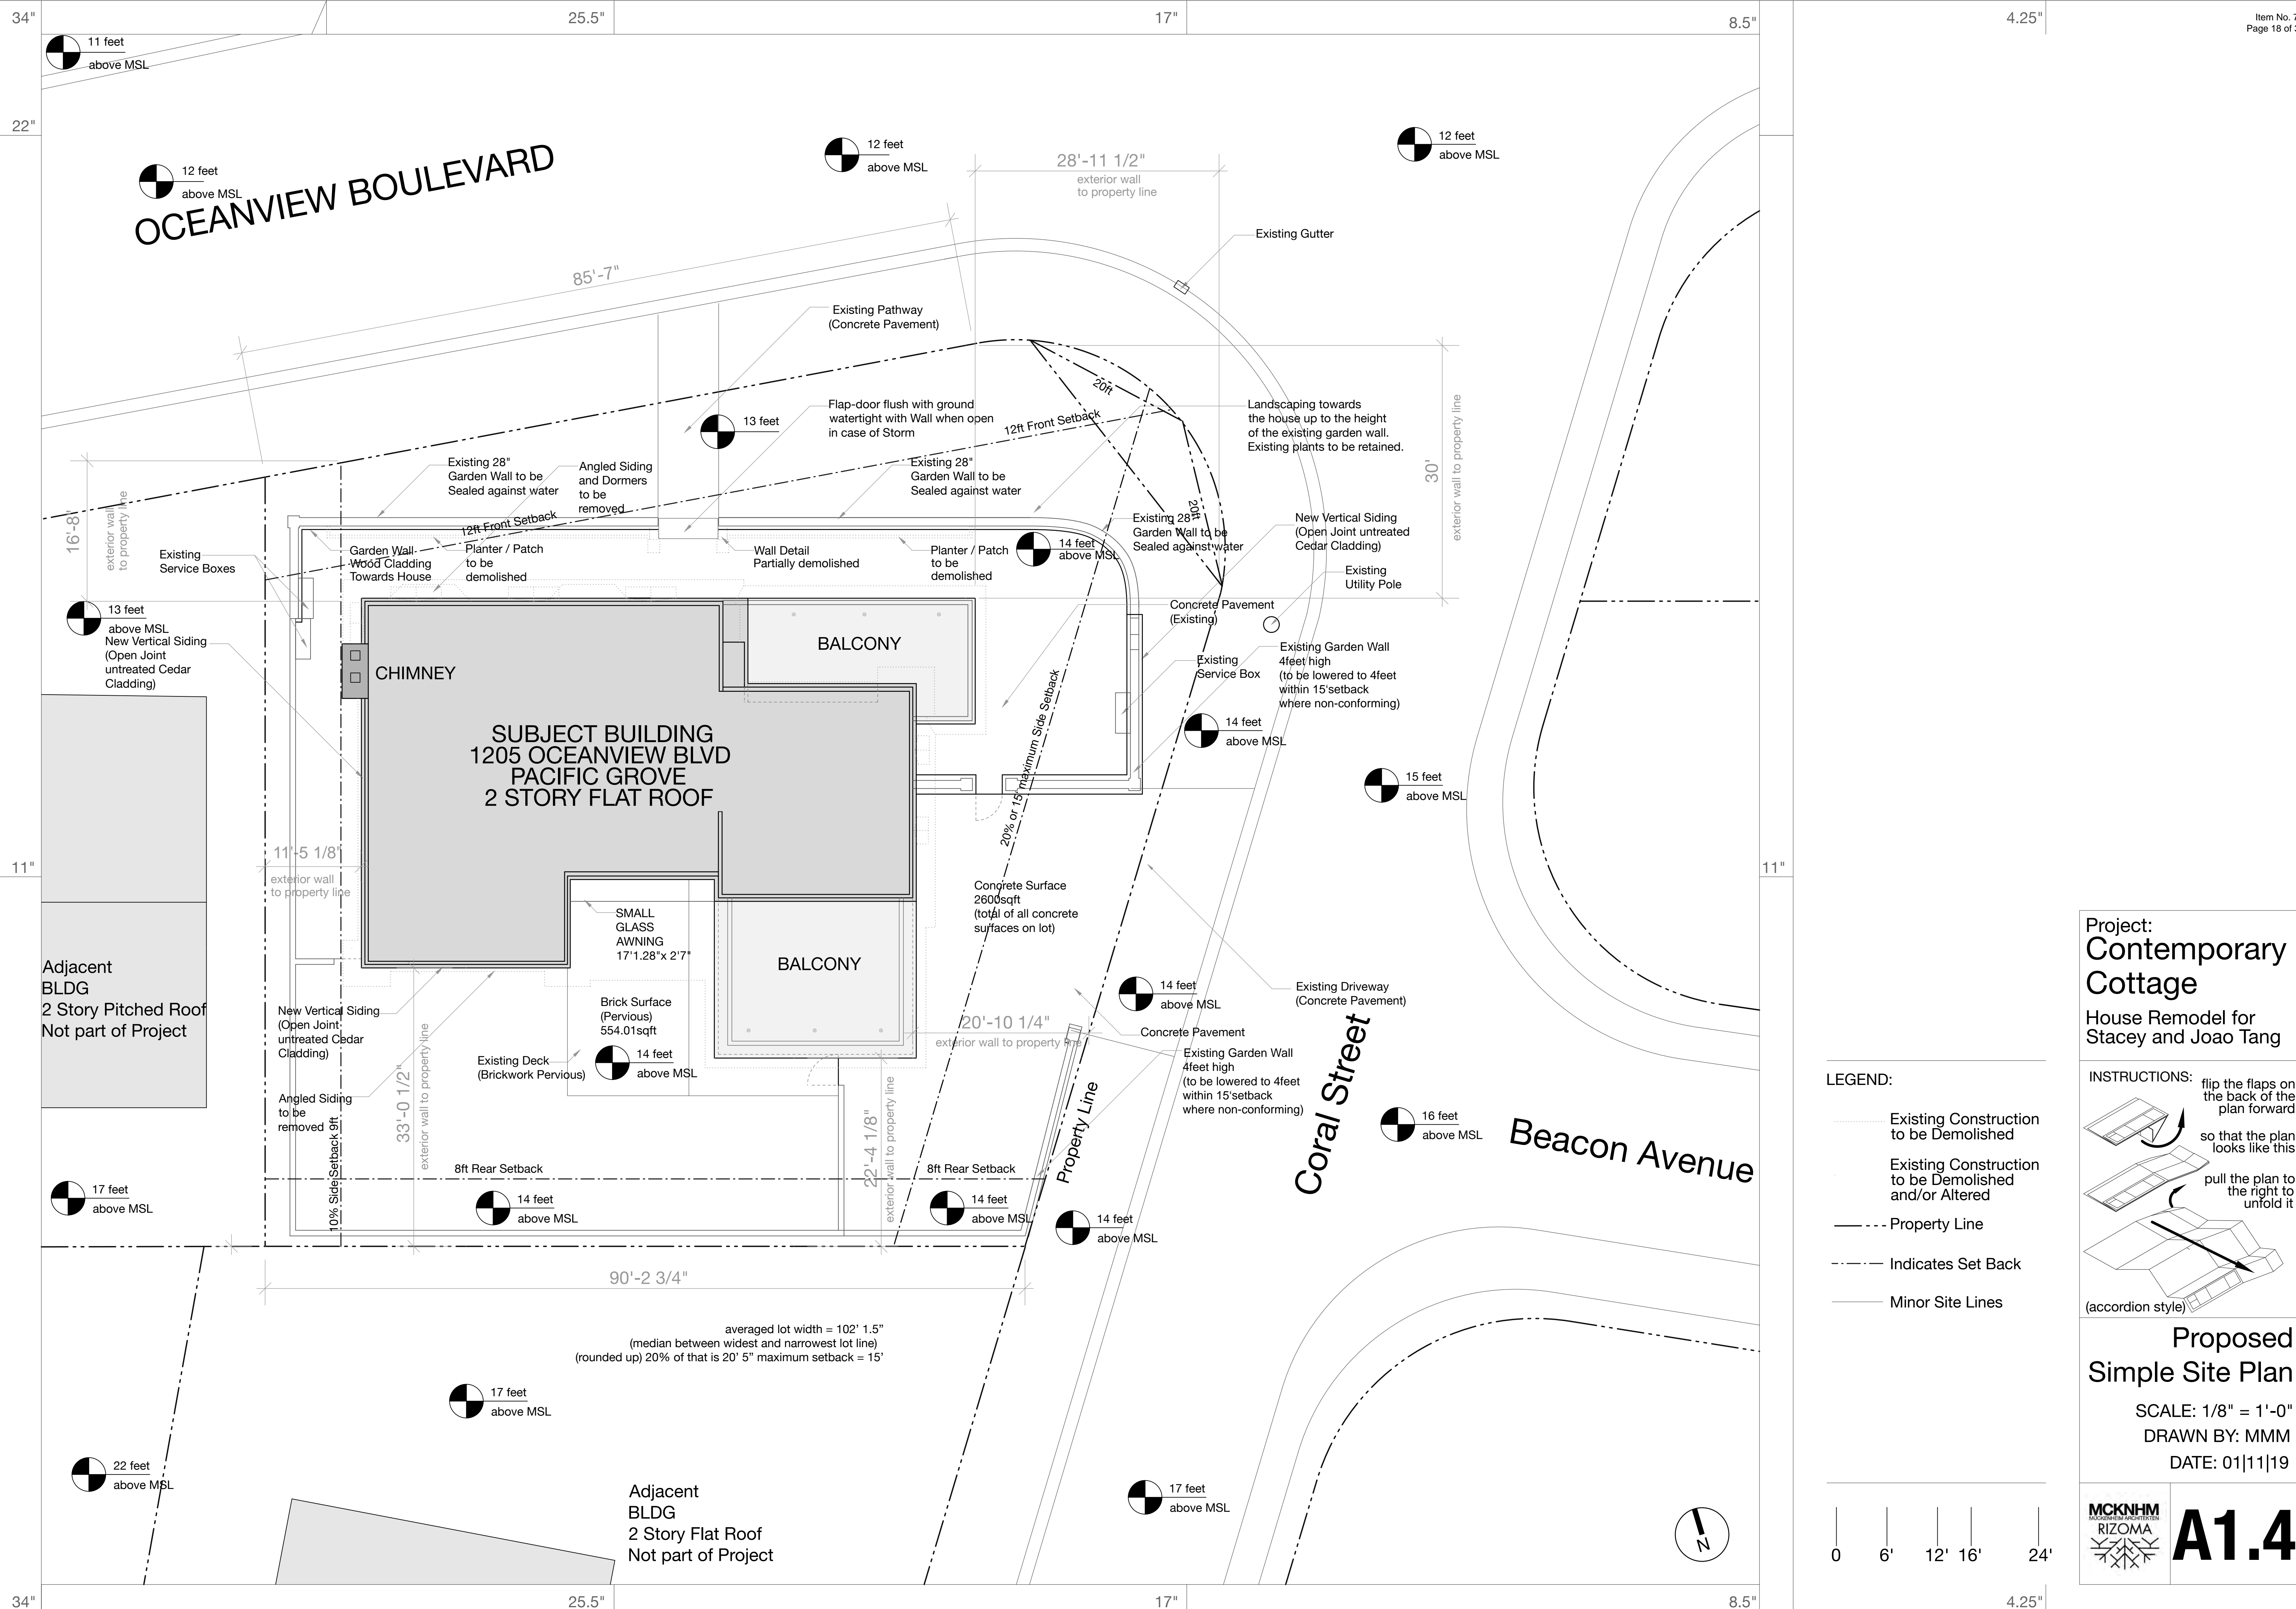 34"
25.5"
17"
8.5"
4.25"
Item No. 7
Page 18 of 3
11 feet
above MSL
22"
12 feet
above MSL
OCEANVIEW BOULEVARD
12 feet
above MSL
28'-11 1/2"
exterior wall
to property line
12 feet
above MSL
Existing Gutter
85'-7"
Existing Pathway
(Concrete Pavement)
20ft
12ft Front Setback
13 feet
Flap-door flush with ground
watertight with Wall when open
in case of Storm
Landscaping towards
the house up to the height
of the existing garden wall.
Existing plants to be retained.
30'
exterior wall to property line
Existing 28"
Garden Wall to be
Sealed against water
Angled Siding
and Dormers
to be
removed
Existing 28"
Garden Wall to be
Sealed against water
20ft
16'-8'
exterior wall
to property line
12ft Front Setback
Existing 28"
Garden Wall to be
Sealed against water
New Vertical Siding
(Open Joint untreated
Cedar Cladding)
Existing
Service Boxes
Garden Wall
Wood Cladding
Towards House
Planter / Patch
to be
demolished
Wall Detail
Partially demolished
Planter / Patch
to be
demolished
14 feet
above MSL
Existing
Utility Pole
13 feet
above MSL
New Vertical Siding
(Open Joint
untreated Cedar
Cladding)
Concrete Pavement
(Existing)
BALCONY
CHIMNEY
Existing
Service Box
Existing Garden Wall
4feet high
(to be lowered to 4feet
within 15'setback
where non-conforming)
SUBJECT BUILDING
1205 OCEANVIEW BLVD
PACIFIC GROVE
2 STORY FLAT ROOF
20% or 15' maximum Side Setback
14 feet
above MSL
15 feet
above MSL
11"
11'-5 1/8"
exterior wall
to property line
11"
SMALL
GLASS
AWNING
17'1.28"x 2'7"
Concrete Surface
2600sqft
(total of all concrete
surfaces on lot)
Adjacent
BLDG
2 Story Pitched Roof
Not part of Project
BALCONY
Brick Surface
(Pervious)
554.01sqft
14 feet
above MSL
Existing Driveway
(Concrete Pavement)
New Vertical Siding
(Open Joint
untreated Cedar
Cladding)
20'-10 1/4"
exterior wall to property line
Concrete Pavement
Existing Garden Wall
4feet high
(to be lowered to 4feet
within 15'setback
where non-conforming)
Existing Deck
(Brickwork Pervious)
14 feet
above MSL
Angled Siding
to be
removed
33'-0 1/2"
exterior wall to property line
22'-4 1/8"
exterior wall to property line
10% Side Setback 9ft
Property Line
Coral Street
16 feet
above MSL
Beacon Avenue
8ft Rear Setback
8ft Rear Setback
17 feet
above MSL
14 feet
above MSL
14 feet
above MSL
14 feet
above MSL
90'-2 3/4"
averaged lot width = 102’ 1.5”
(median between widest and narrowest lot line)
(rounded up) 20% of that is 20’ 5” maximum setback = 15’
17 feet
above MSL
22 feet
above MSL
Adjacent
BLDG
2 Story Flat Roof
Not part of Project
17 feet
above MSL
N
LEGEND:
Existing Construction
to be Demolished
Existing Construction
to be Demolished
and/or Altered
Property Line
Indicates Set Back
Minor Site Lines
0
6'
12'
16'
24'
Project:
Contemporary
Cottage
House Remodel for
Stacey and Joao Tang
INSTRUCTIONS:
flip the flaps on
the back of the
plan forward
so that the plan
looks like this
pull the plan to
the right to
unfold it
(accordion style)
Proposed
Simple Site Plan
SCALE: 1/8" = 1'-0"
DRAWN BY: MMM
DATE: 01|11|19
MCKNHM
MÜCKENHEIM ARCHITEKTEN
RIZOMA
A1.4
34"
25.5"
17"
8.5"
4.25"